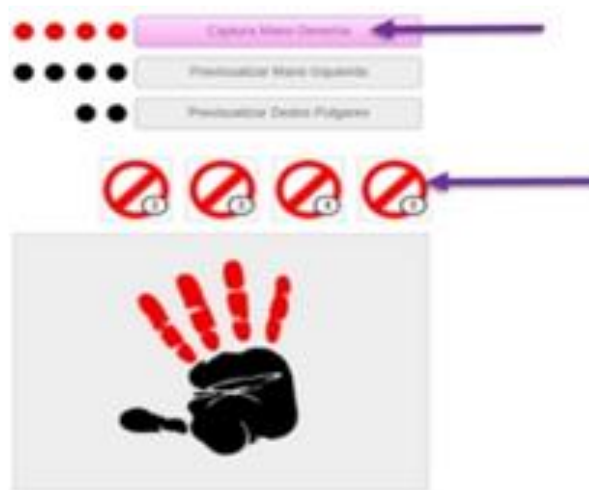 Captura Mano Derecha
Previsualizar Mano Izquierda
Previsualizar Dedos Pulgares